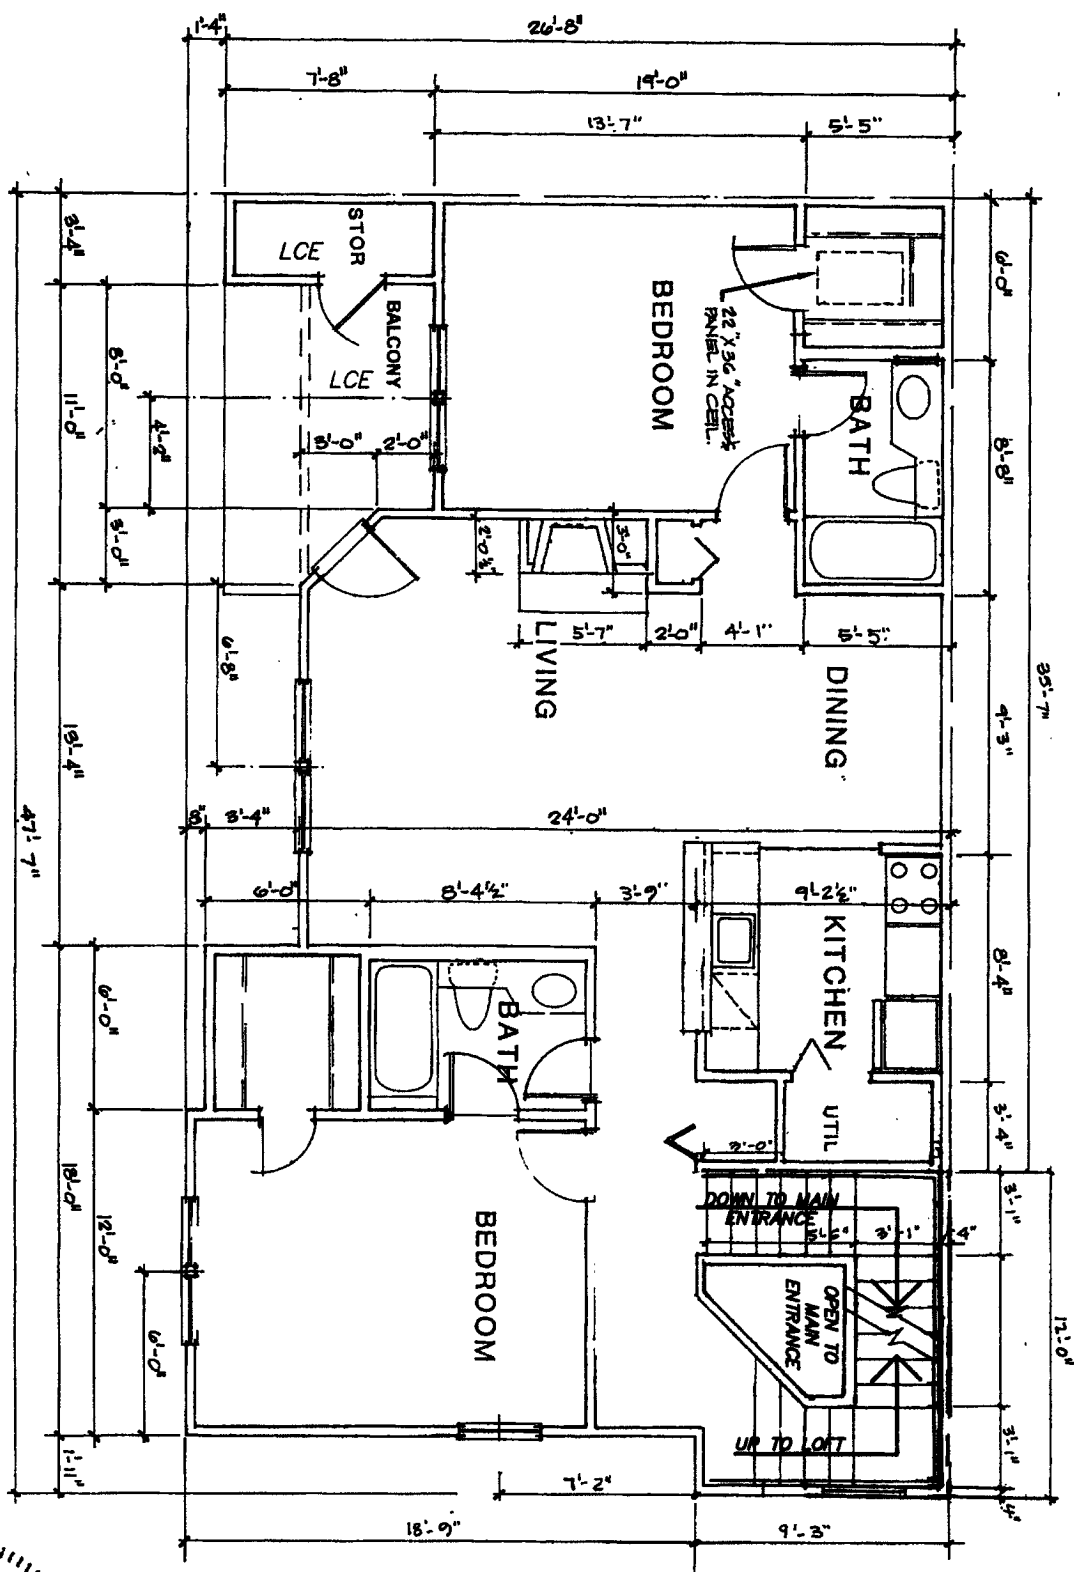 1'-4"
26'-8"
7'-8"
19'-0"
13'-7"
5'-5"
3'-4"
STOR
LCE
6'-0"
BEDROOM
22"X36" ACCESS
PANEL IN CEIL.
BALCONY
LCE
BATH
8'-0"
11'-0"
4'-2"
3'-0"
2'-0"
8'-8"
35'-7"
3'-0"
2'-0½"
3'-0"
5'-7"
2'-0"
4'-1"
5'-5"
6'-8"
LIVING
DINING
9'-3"
13'-4"
47'-7"
8"
3'-4"
24'-0"
6'-0"
8'-4½"
3'-9"
9'-2½"
KITCHEN
8'-4"
6'-0"
BATH
UTIL
3'-4"
3'-0"
18'-0"
12'-0"
DOWN TO MAIN
ENTRANCE
3'-1"
3'-1"
4"
BEDROOM
OPEN TO
MAIN
ENTRANCE
12'-0"
6'-0"
UP TO LOFT
3'-1"
4"
1'-11"
7'-2"
18'-9"
9'-3"